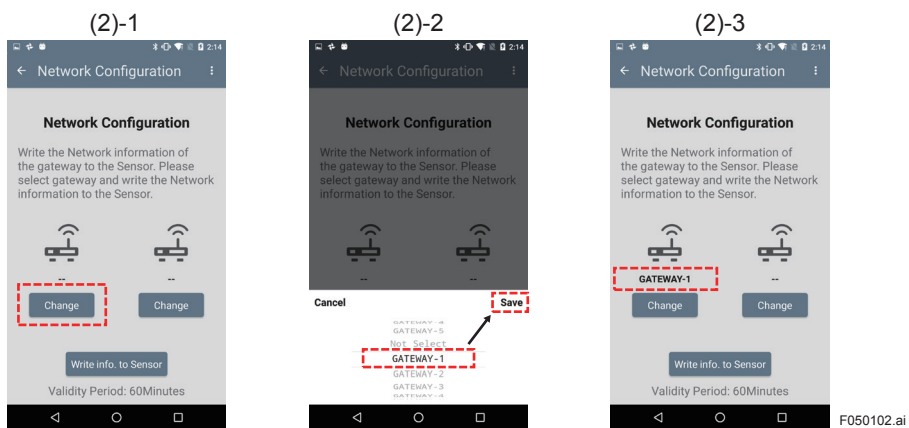 (2)-1
2:14
Network Configuration
Network Configuration
Write the Network information of
the gateway to the Sensor. Please
select gateway and write the Network
information to the Sensor.
-- --
Change Change
Write info. to Sensor
Validity Period: 60Minutes
(2)-2
2:14
Network Configuration
Network Configuration
Write the Network information of
the gateway to the Sensor. Please
select gateway and write the Network
information to the Sensor.
-- --
Cancel Save
GATEWAY-4
GATEWAY-5
Not Select
GATEWAY-1
GATEWAY-2
GATEWAY-3
GATEWAY-4
(2)-3
2:14
Network Configuration
Network Configuration
Write the Network information of
the gateway to the Sensor. Please
select gateway and write the Network
information to the Sensor.
GATEWAY-1 --
Change Change
Write info. to Sensor
Validity Period: 60Minutes
F050102.ai